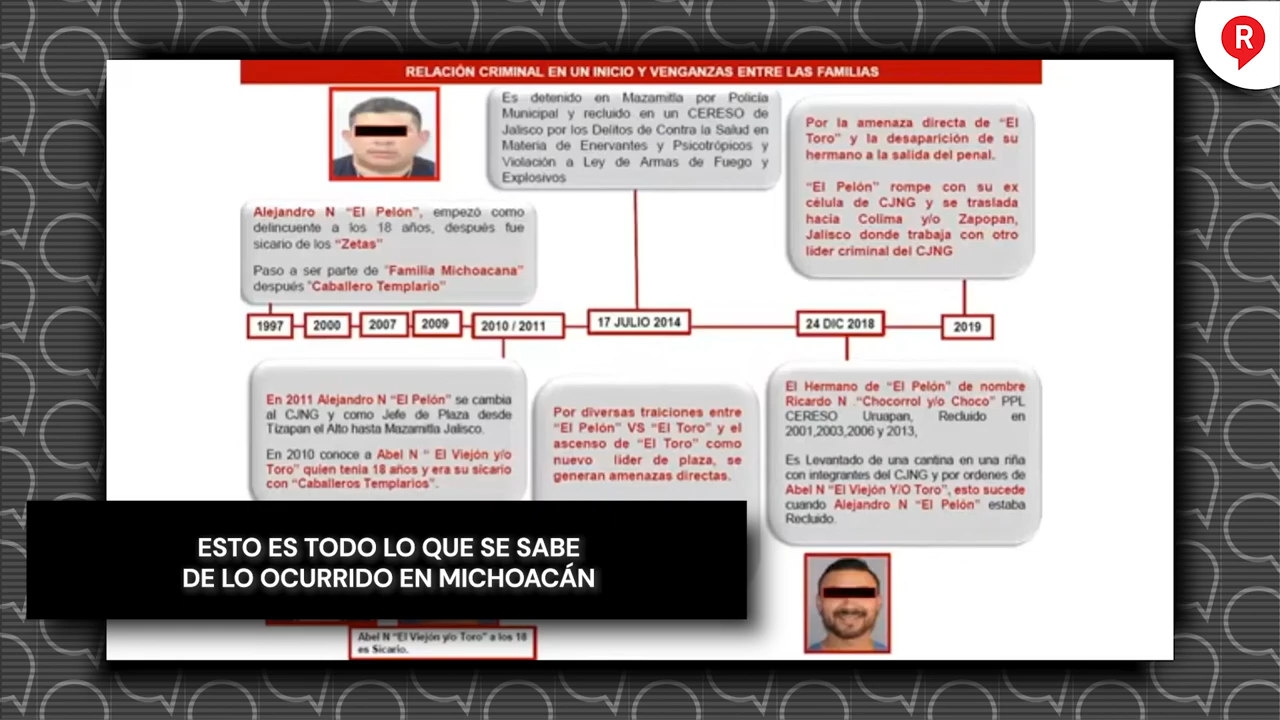 R
RELACIÓN CRIMINAL EN UN INICIO Y VENGANZAS ENTRE LAS FAMILIAS
Es detenido en Mazamitla por Policía
Municipal y recluido en un CERESO de
Jalisco por los Delitos de Contra la Salud en
Materia de Enervantes y Psicotrópicos y
Violación a Ley de Armas de Fuego y
Explosivos
Por la amenaza directa de "El
Toro" y la desaparición de su
hermano a la salida del penal.
"El Pelón" rompe con su ex
célula de CJNG y se traslada
hacia Colima y/o Zapopan,
Jalisco donde trabaja con otro
líder criminal del CJNG
Alejandro N "El Pelón", empezó como
delincuente a los 18 años, después fue
sicario de los "Zetas"
Paso a ser parte de "Familia Michoacana"
después "Caballero Templario"
1997
2000
2007
2009
2010 / 2011
17 JULIO 2014
24 DIC 2018
2019
En 2011 Alejandro N "El Pelón" se cambia
al CJNG y como Jefe de Plaza desde
Tizapan el Alto hasta Mazamitla Jalisco.
En 2010 conoce a Abel N " El Viejón y/o
Toro" quien tenia 18 años y era su sicario
con "Caballeros Templarios".
Por diversas traiciones entre
"El Pelón" VS "El Toro" y el
ascenso de "El Toro" como
nuevo líder de plaza, se
generan amenazas directas.
El Hermano de "El Pelón" de nombre
Ricardo N ."Chocorrol y/o Choco" PPL
CERESO Uruapan, Recluido en
2001,2003,2006 y 2013,
Es Levantado de una cantina en una riña
con integrantes del CJNG y por ordenes de
Abel N "El Viejón Y/O Toro", esto sucede
cuando Alejandro N "El Pelón" estaba
Recluido.
ESTO ES TODO LO QUE SE SABE
DE LO OCURRIDO EN MICHOACÁN
Abel N "El Viejón y/o Toro" a los 18
es Sicario.